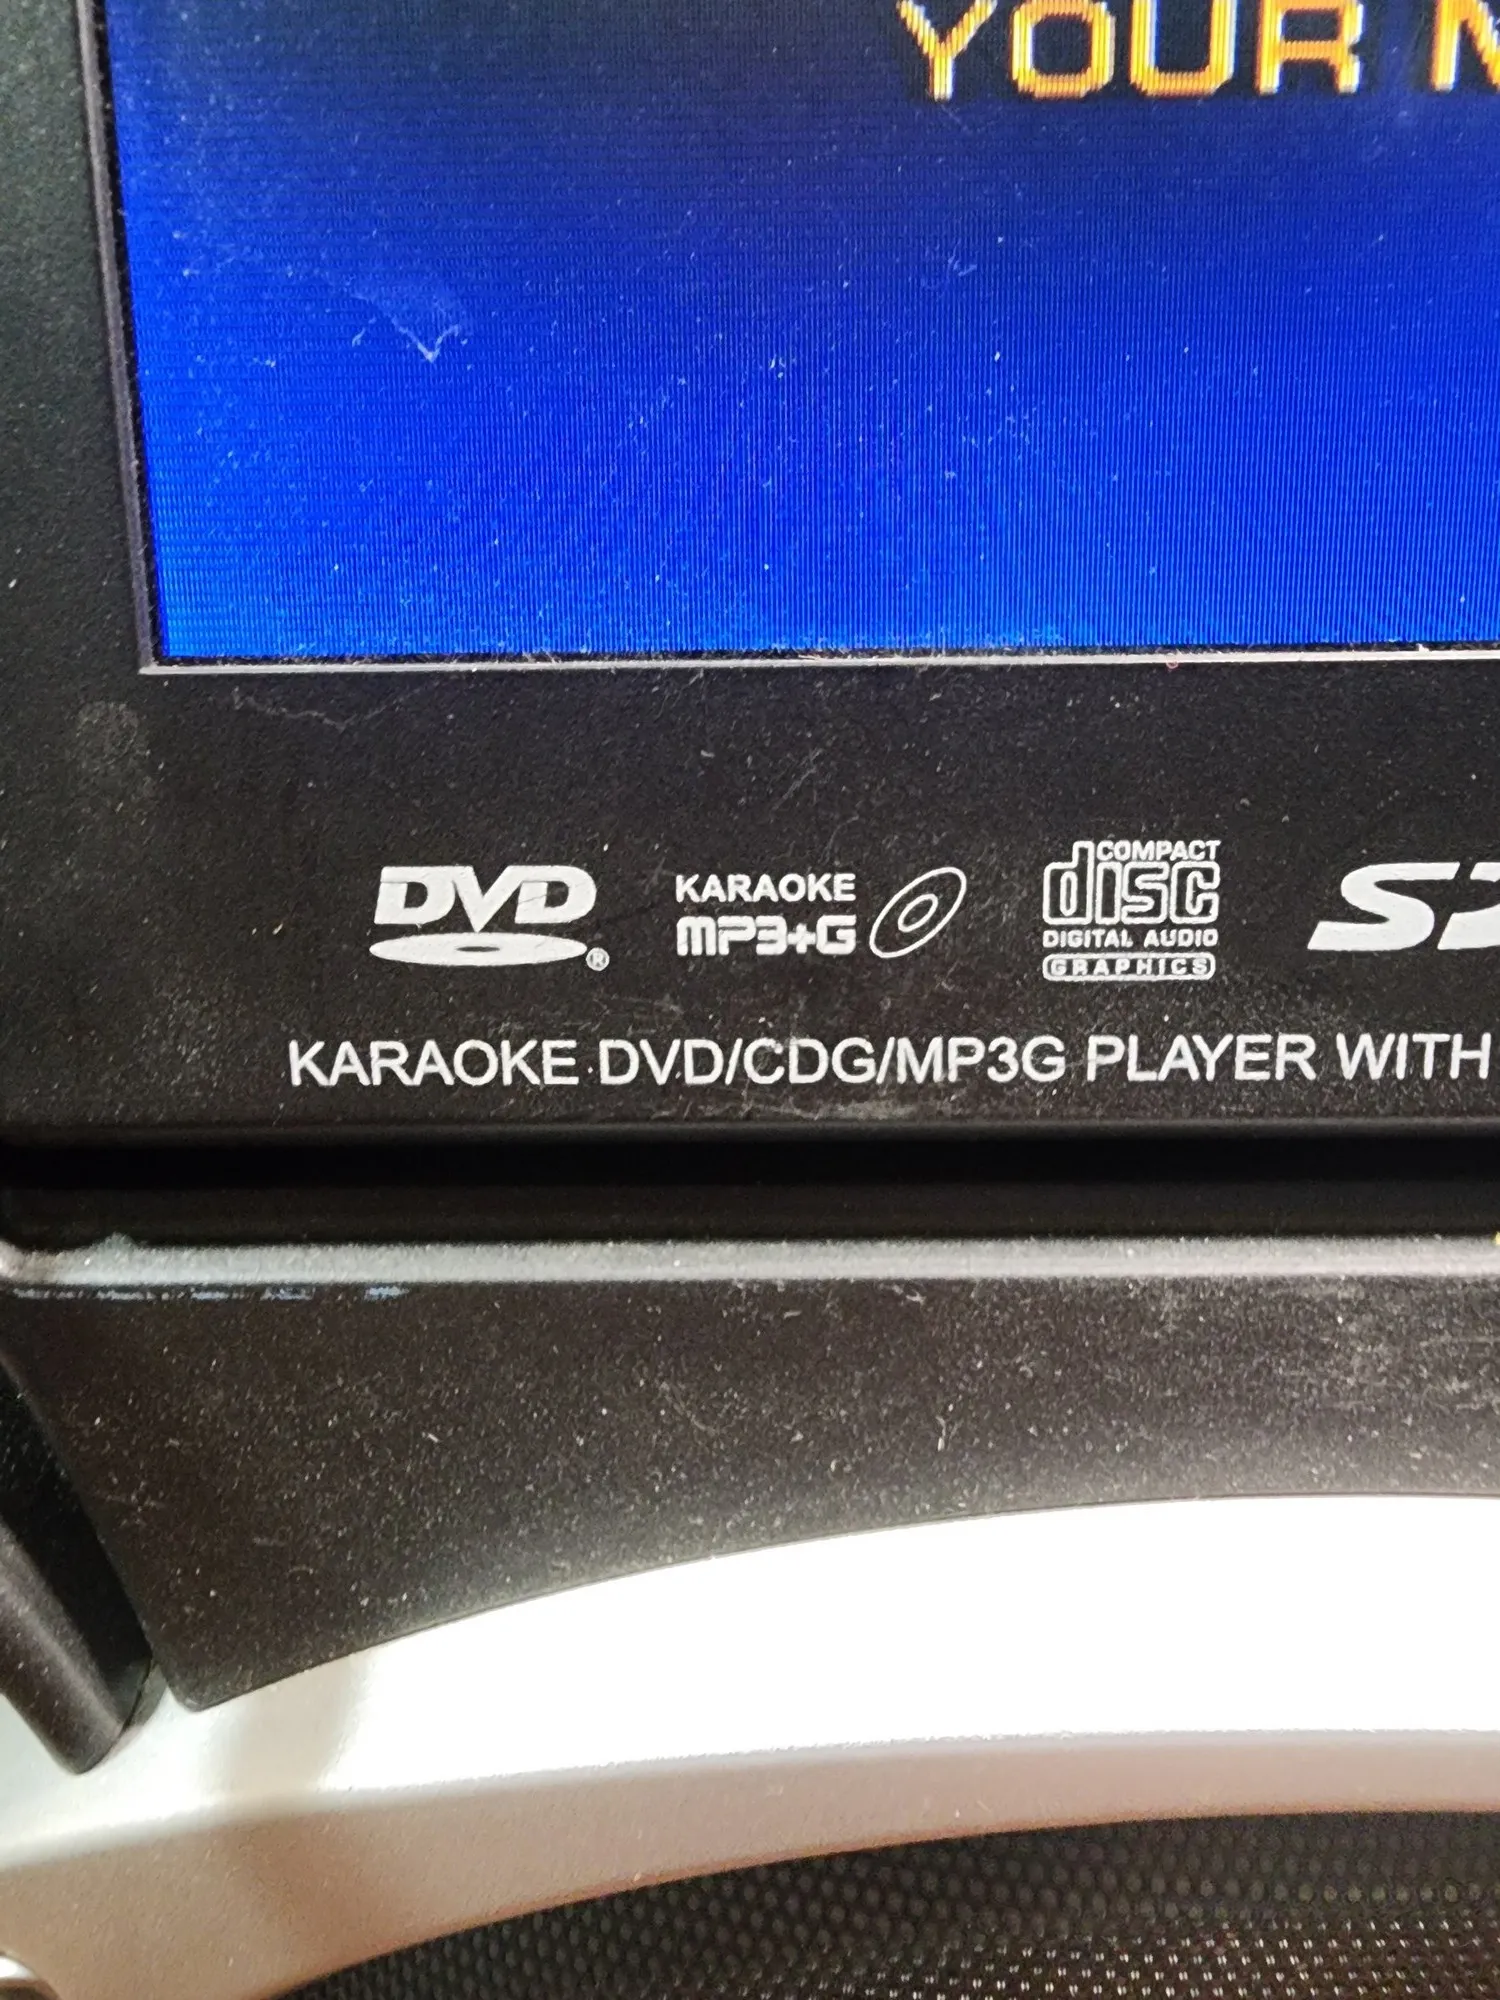 YOUR
DVD®
KARAOKE
MP3+G
COMPACT
disc
DIGITAL AUDIO
GRAPHICS
KARAOKE DVD/CDG/MP3G PLAYER WITH